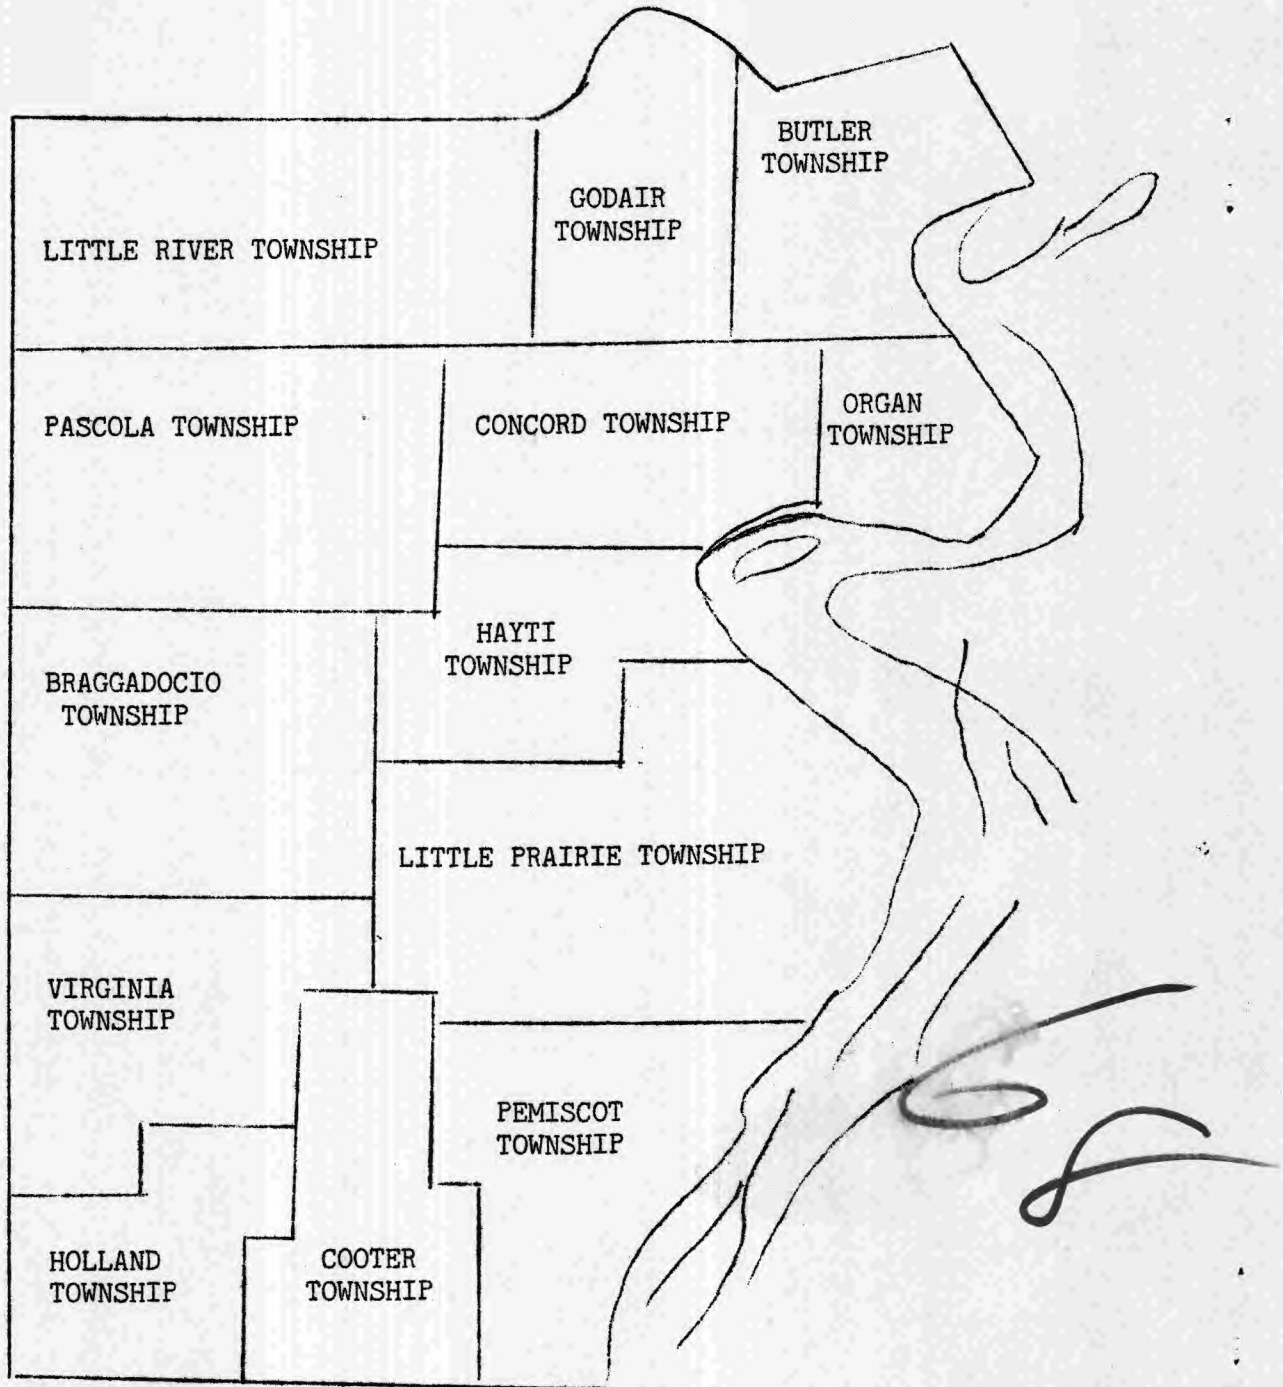 BUTLER
TOWNSHIP
GODAIR
TOWNSHIP
LITTLE RIVER TOWNSHIP
PASCOLA TOWNSHIP
CONCORD TOWNSHIP
ORGAN
TOWNSHIP
HAYTI
TOWNSHIP
BRAGGADOCIO
TOWNSHIP
LITTLE PRAIRIE TOWNSHIP
VIRGINIA
TOWNSHIP
PEMISCOT
TOWNSHIP
HOLLAND
TOWNSHIP
COOTER
TOWNSHIP